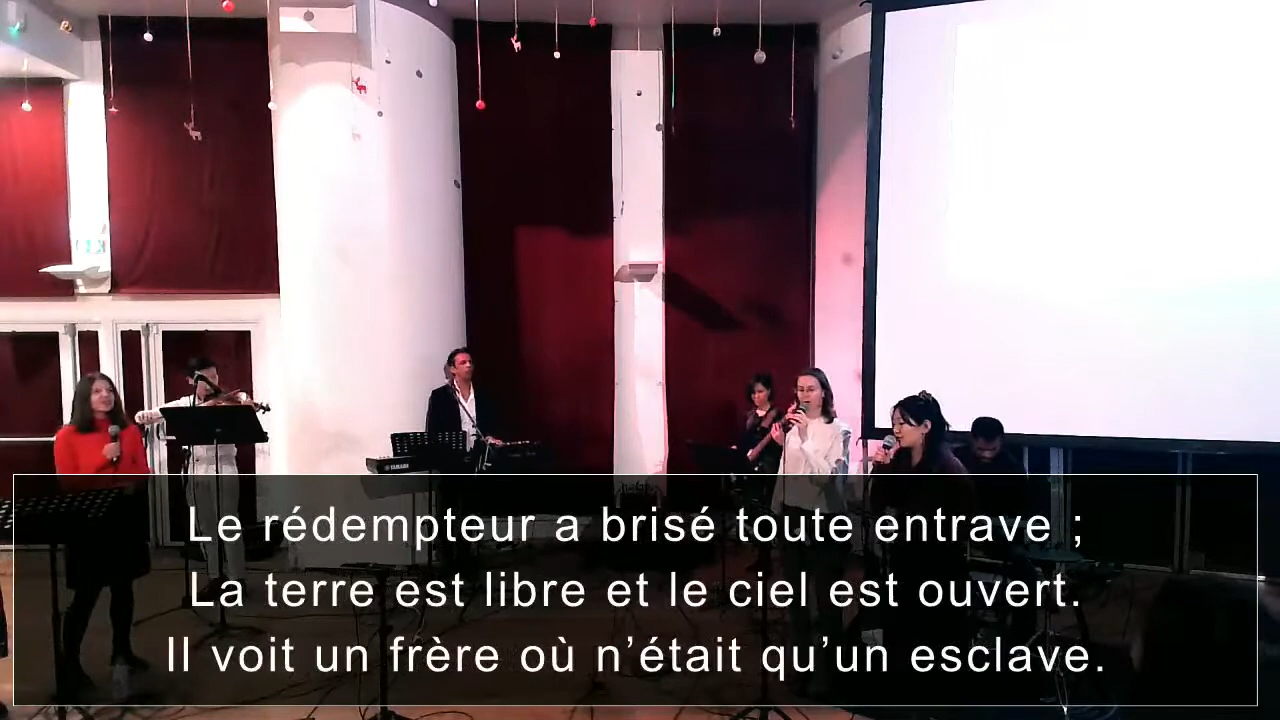 YAMAHA
Le rédempteur a brisé toute entrave ;
La terre est libre et le ciel est ouvert.
Il voit un frère où n’était qu’un esclave.